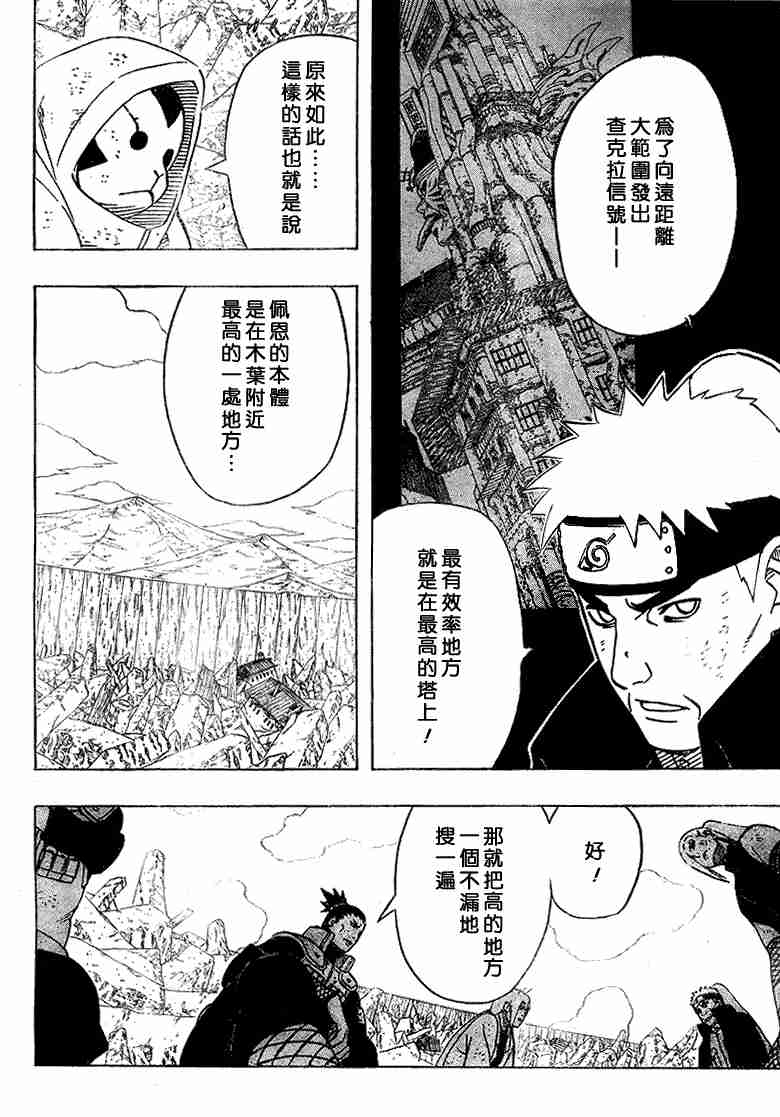 為了向遠距離
大範圍發出
查克拉信號——
最有效率地方
就是在最高的塔上！
原來如此……
這樣的話也就是說
佩恩的本體
是在木葉附近
最高的一處地方…
好！
那就把高的地方
一個不漏地
搜一遍